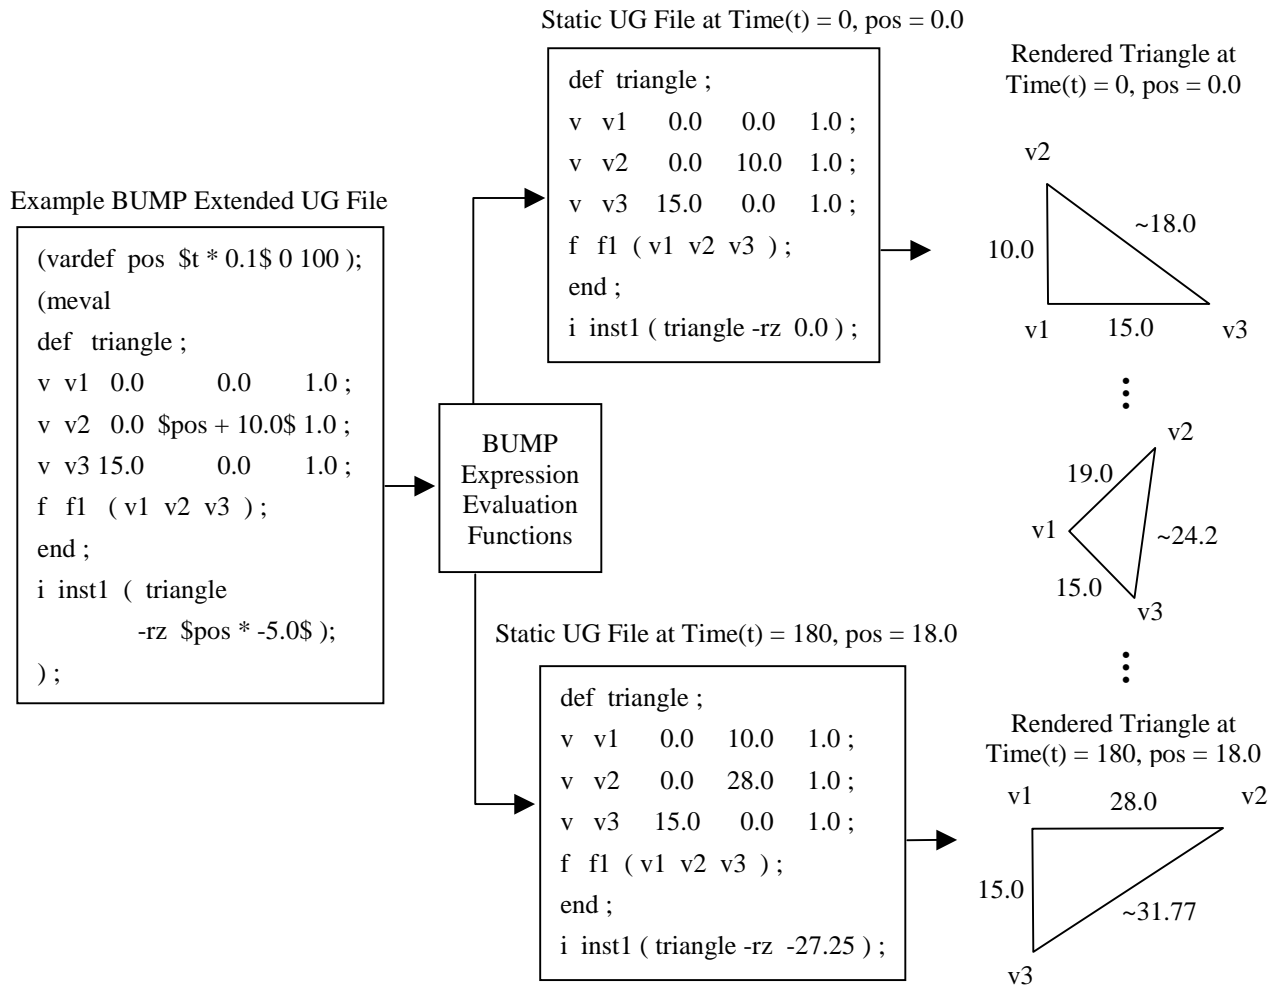 Example BUMP Extended UG File
(vardef pos $t * 0.1$ 0 100 );
(meval
def triangle ;
v v1 0.0 0.0 1.0 ;
v v2 0.0 $pos + 10.0$ 1.0 ;
v v3 15.0 0.0 1.0 ;
f f1 ( v1 v2 v3 ) ;
end ;
i inst1 ( triangle
-rz $pos * -5.0$ );
) ;
BUMP
Expression
Evaluation
Functions
Static UG File at Time(t) = 0, pos = 0.0
def triangle ;
v v1 0.0 0.0 1.0 ;
v v2 0.0 10.0 1.0 ;
v v3 15.0 0.0 1.0 ;
f f1 ( v1 v2 v3 ) ;
end ;
i inst1 ( triangle -rz 0.0 ) ;
Rendered Triangle at
Time(t) = 0, pos = 0.0
v2
~18.0
10.0
v1 15.0 v3
v2
19.0
v1
~24.2
15.0
v3
Static UG File at Time(t) = 180, pos = 18.0
def triangle ;
v v1 0.0 10.0 1.0 ;
v v2 0.0 28.0 1.0 ;
v v3 15.0 0.0 1.0 ;
f f1 ( v1 v2 v3 ) ;
end ;
i inst1 ( triangle -rz -27.25 ) ;
Rendered Triangle at
Time(t) = 180, pos = 18.0
v1 28.0 v2
15.0
~31.77
v3